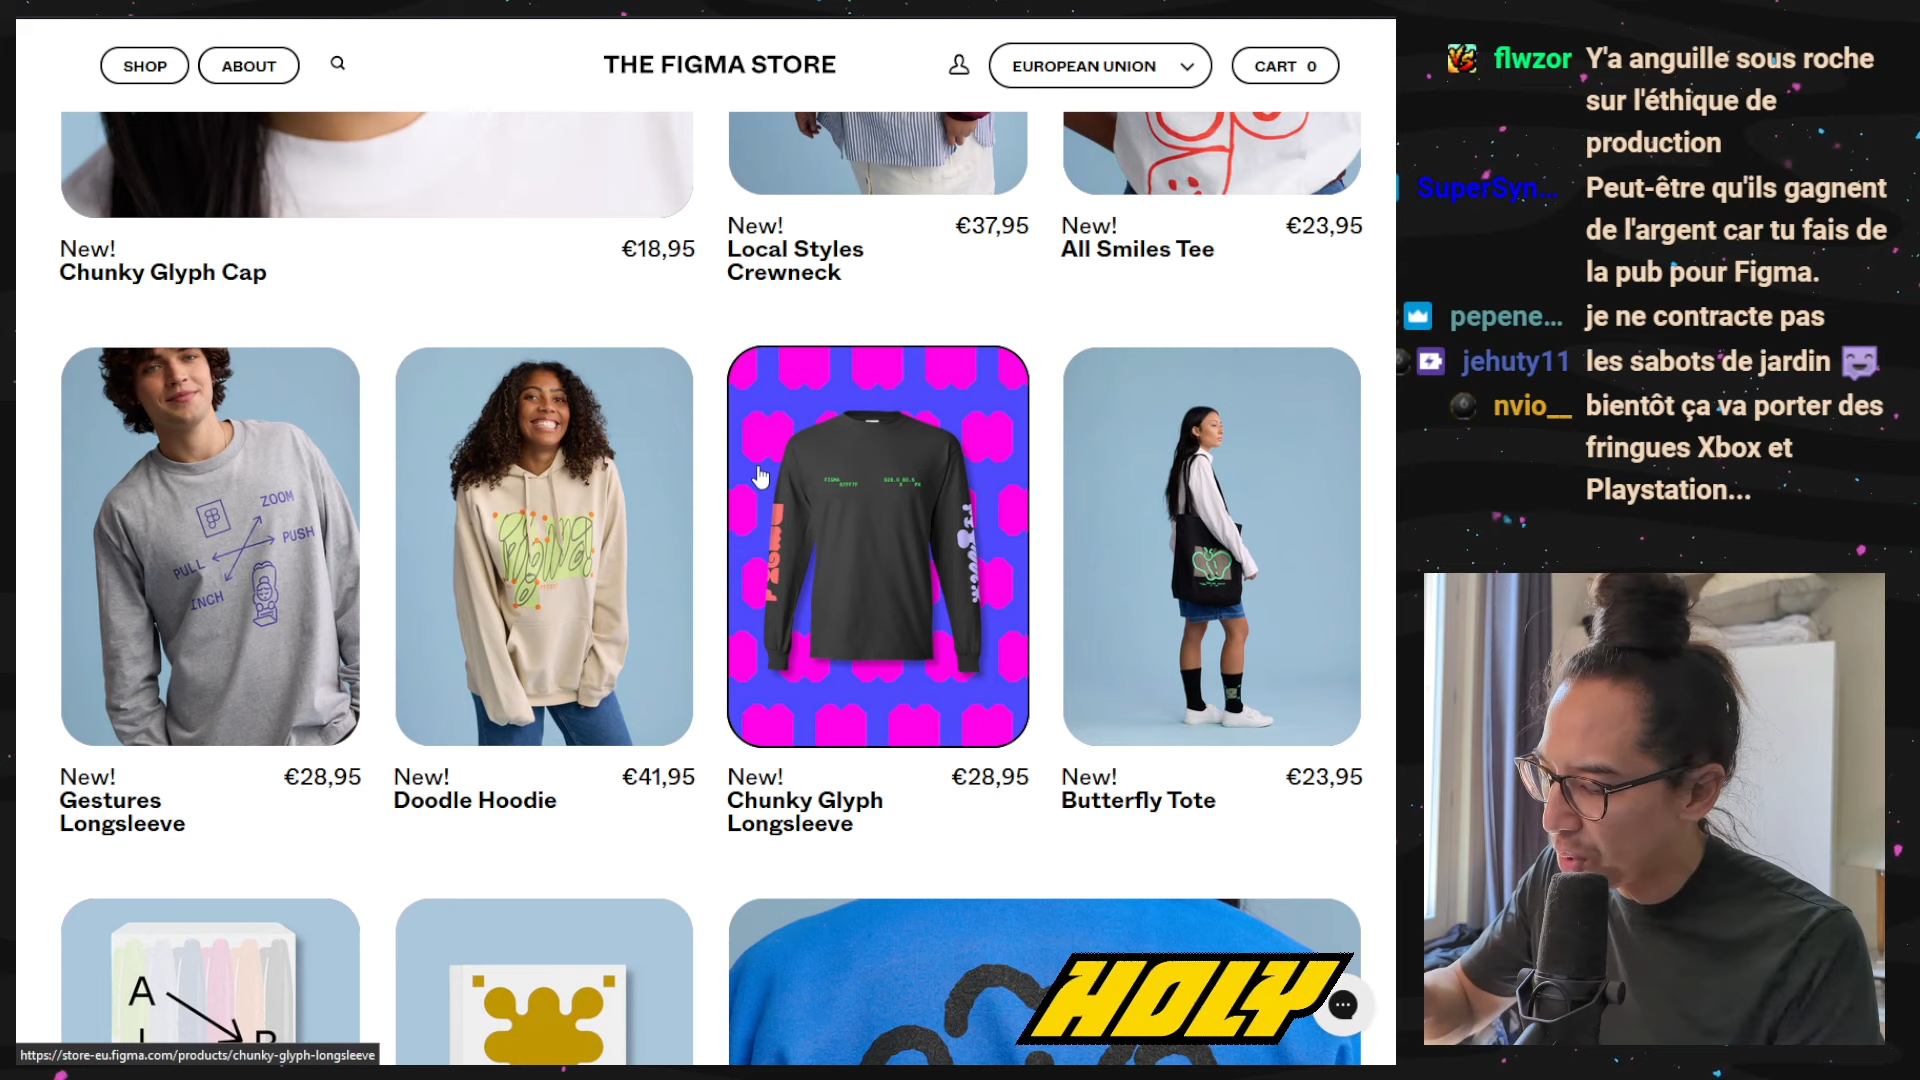 SHOP
ABOUT
THE FIGMA STORE
EUROPEAN UNION
CART 0
New!
€18,95
Chunky Glyph Cap
New!
€37,95
Local Styles
Crewneck
New!
€23,95
All Smiles Tee
ZOOM
PUSH
PULL
INCH
FIGMA
New!
€28,95
Gestures
Longsleeve
New!
€41,95
Doodle Hoodie
New!
€28,95
Chunky Glyph
Longsleeve
New!
€23,95
Butterfly Tote
A
B
HOLY
https://store-eu.figma.com/products/chunky-glyph-longsleeve
flwzor Y'a anguille sous roche
sur l'éthique de
production
SuperSyn... Peut-être qu'ils gagnent
de l'argent car tu fais de
la pub pour Figma.
pepene... je ne contracte pas
jehuty11 les sabots de jardin
nvio__ bientôt ça va porter des
fringues Xbox et
Playstation...